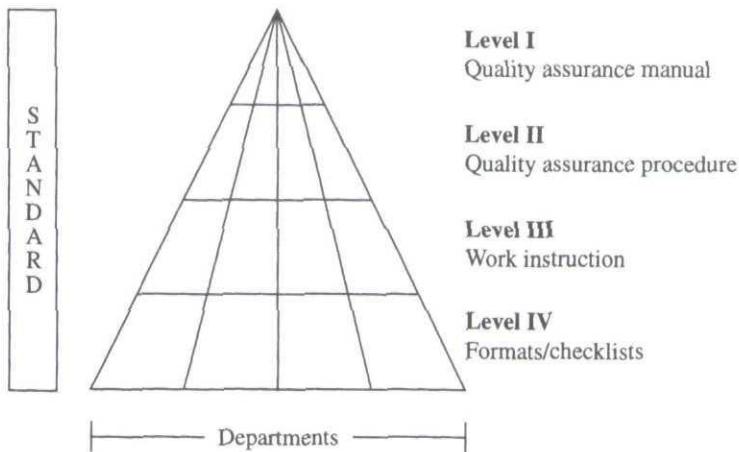 STANDARD
Level I
Quality assurance manual
Level II
Quality assurance procedure
Level III
Work instruction
Level IV
Formats/checklists
Departments